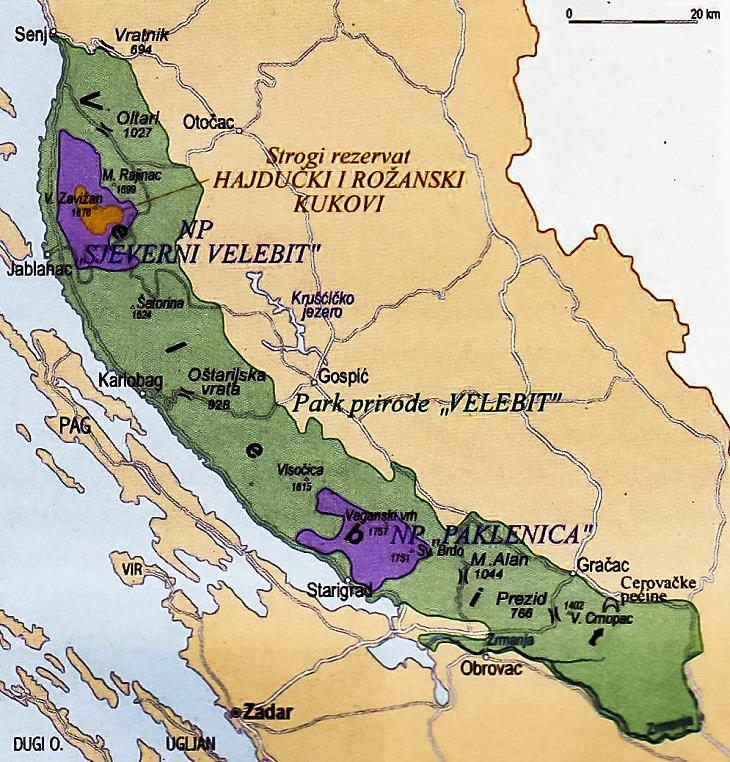 0 20 km
Senj
Vratnik
694
V
Oltari
1027
Otočac
Strogi rezervat
HAJDUČKI I ROŽANSKI
KUKOVI
M. Rajinac
1699
V. Zavižan
1676
e
NP
„SJEVERNI VELEBIT"
Jablanac
Šatorina
1624
Krušćičko
jezero
l
Karlobag
Oštarijska
vrata
928
Gospić
Park prirode „VELEBIT"
PAG
e
Visočica
1615
Vaganski vrh
1757
b
NP „PAKLENICA"
1751
Sv. Brdo
M. Alan
1044
Gračac
VIR
Starigrad
i
Prezid
766
Cerovačke
pećine
1402
V. Crnopac
t
Zrmanja
Obrovac
Zadar
DUGI O.
UGLJAN